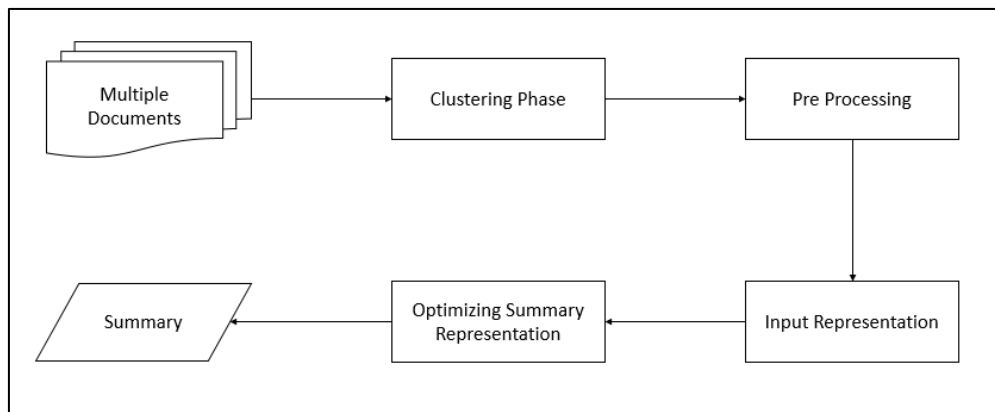 Multiple
Documents
Clustering Phase
Pre Processing
Input Representation
Optimizing Summary
Representation
Summary